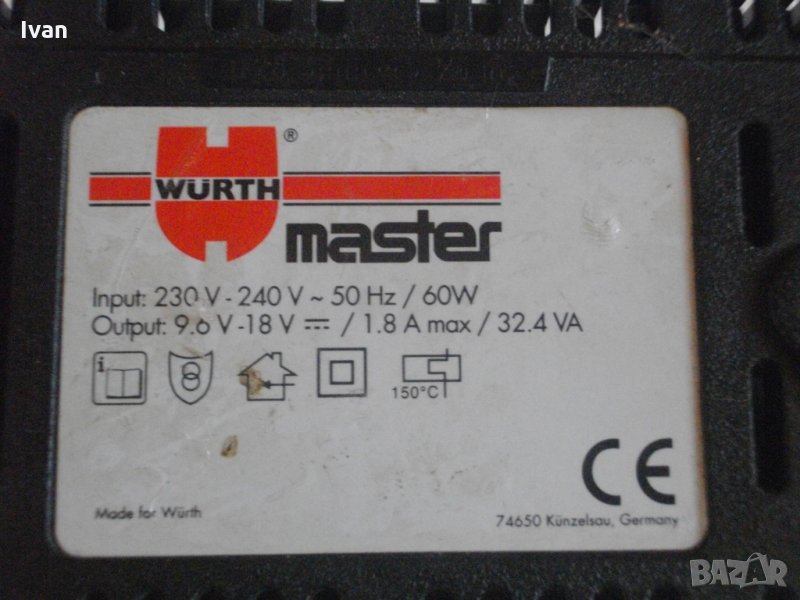 Ivan
WÜRTH ®
master
Input: 230 V - 240 V ~ 50 Hz / 60W
Output: 9.6 V -18 V ⎓ / 1.8 A max / 32.4 VA
i
150°C
CE
Made for Würth
74650 Künzelsau, Germany
BAZAR